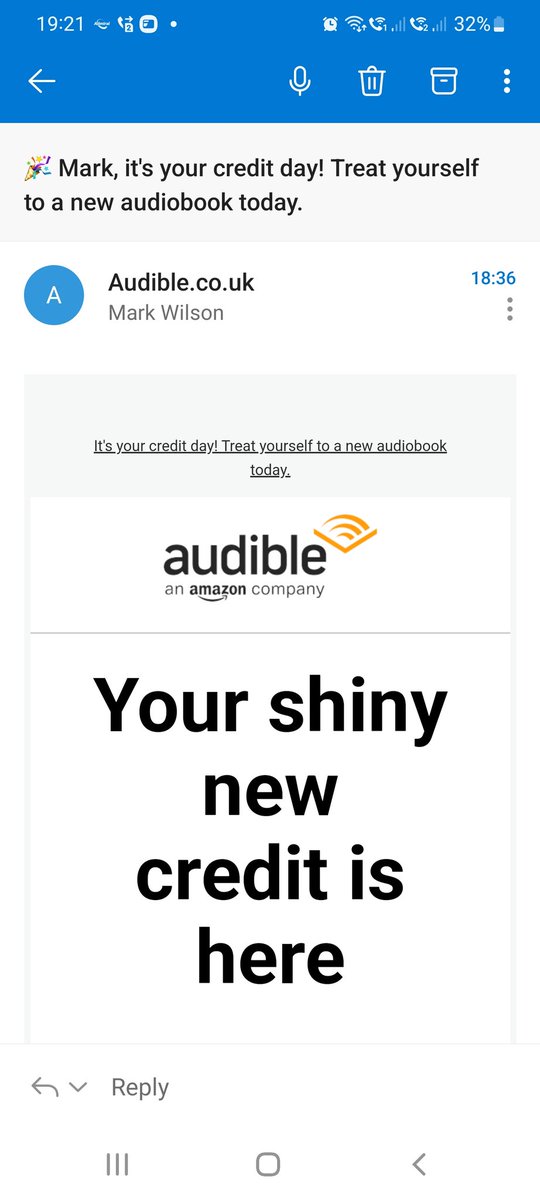 19:21
32%
🎉 Mark, it's your credit day! Treat yourself
to a new audiobook today.
A
Audible.co.uk
18:36
Mark Wilson
It's your credit day! Treat yourself to a new audiobook
today.
audible
an amazon company
Your shiny
new
credit is
here
Reply